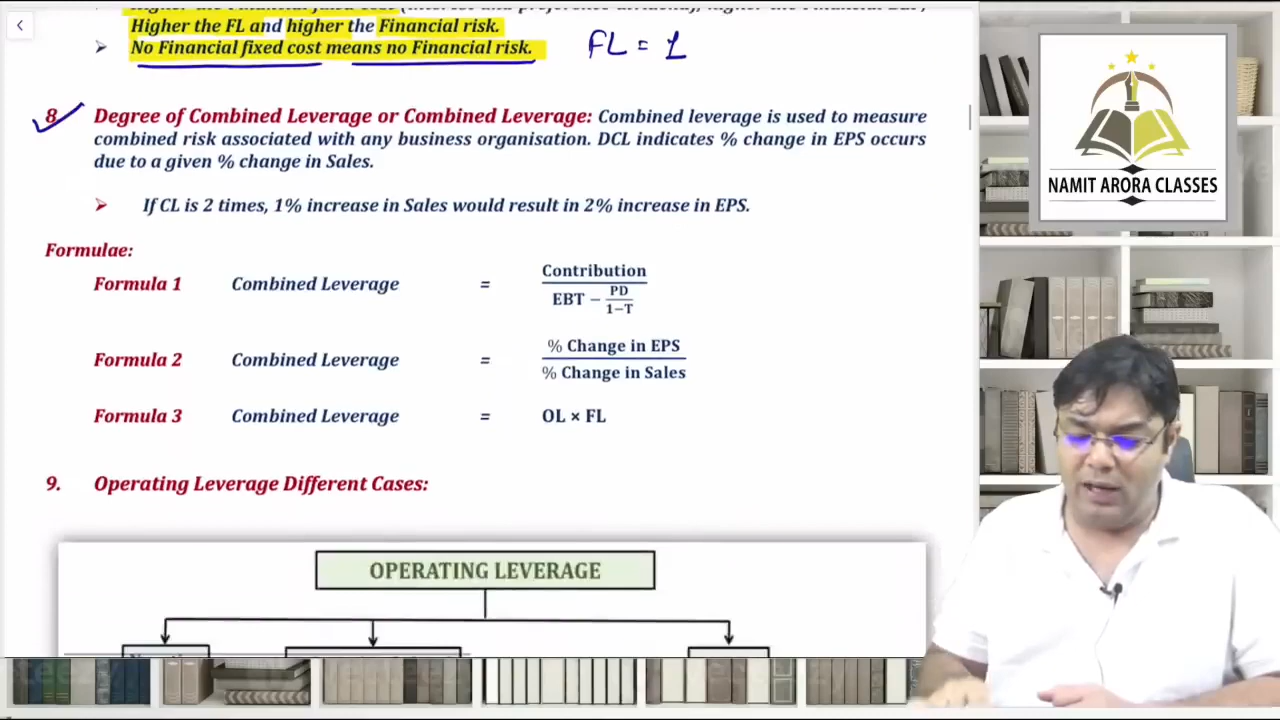 Higher the FL and higher the Financial risk.
➤ No Financial fixed cost means no Financial risk. FL = 1
8 Degree of Combined Leverage or Combined Leverage: Combined leverage is used to measure
combined risk associated with any business organisation. DCL indicates % change in EPS occurs
due to a given % change in Sales.
➤ If CL is 2 times, 1% increase in Sales would result in 2% increase in EPS.
Formulae:
Formula 1 Combined Leverage = Contribution / EBT − PD / 1−T
Formula 2 Combined Leverage = % Change in EPS / % Change in Sales
Formula 3 Combined Leverage = OL × FL
9. Operating Leverage Different Cases:
OPERATING LEVERAGE
NAMIT ARORA CLASSES